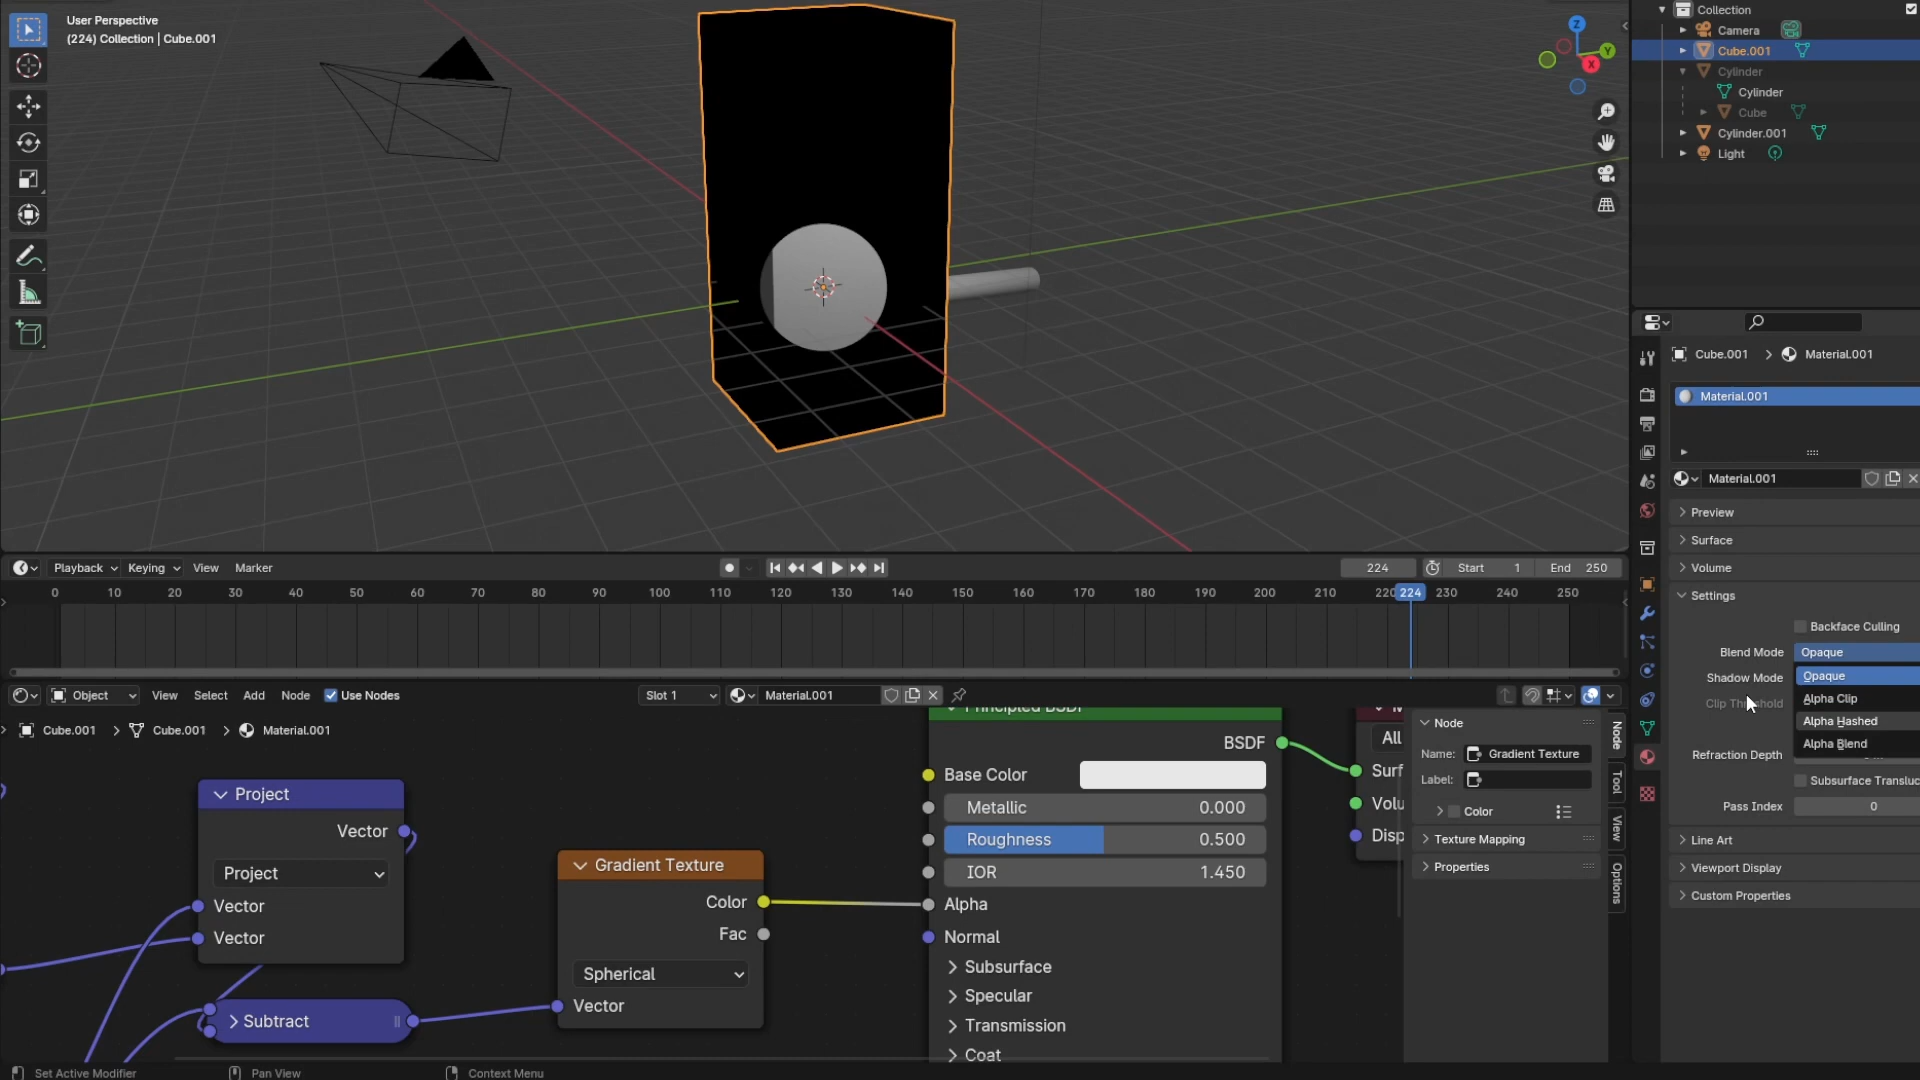 User Perspective
(224) Collection | Cube.001
Z
Y
X
Collection
Camera
Cube.001
Cylinder
Cylinder
Cube
Cylinder.001
Light
Cube.001 > Material.001
Material.001
Material.001
Preview
Surface
Volume
Settings
Backface Culling
Blend Mode Opaque
Shadow Mode Opaque
Alpha Clip
Alpha Hashed
Alpha Blend
Refraction Depth
Subsurface Transluc
Pass Index 0
Line Art
Viewport Display
Custom Properties
Playback Keying View Marker
224 Start 1 End 250
0 10 20 30 40 50 60 70 80 90 100 110 120 130 140 150 160 170 180 190 200 210 220 224 230 240 250
Object View Select Add Node Use Nodes Slot 1 Material.001
Cube.001 > Cube.001 > Material.001
Project
Vector
Project
Vector
Vector
Subtract
Gradient Texture
Color
Fac
Spherical
Vector
Principled BSDF
BSDF
Base Color
Metallic 0.000
Roughness 0.500
IOR 1.450
Alpha
Normal
Subsurface
Specular
Transmission
Coat
All
Surf
Volu
Disp
Node
Name: Gradient Texture
Label:
Color
Texture Mapping
Properties
Node
Tool
View
Options
Set Active Modifier Pan View Context Menu